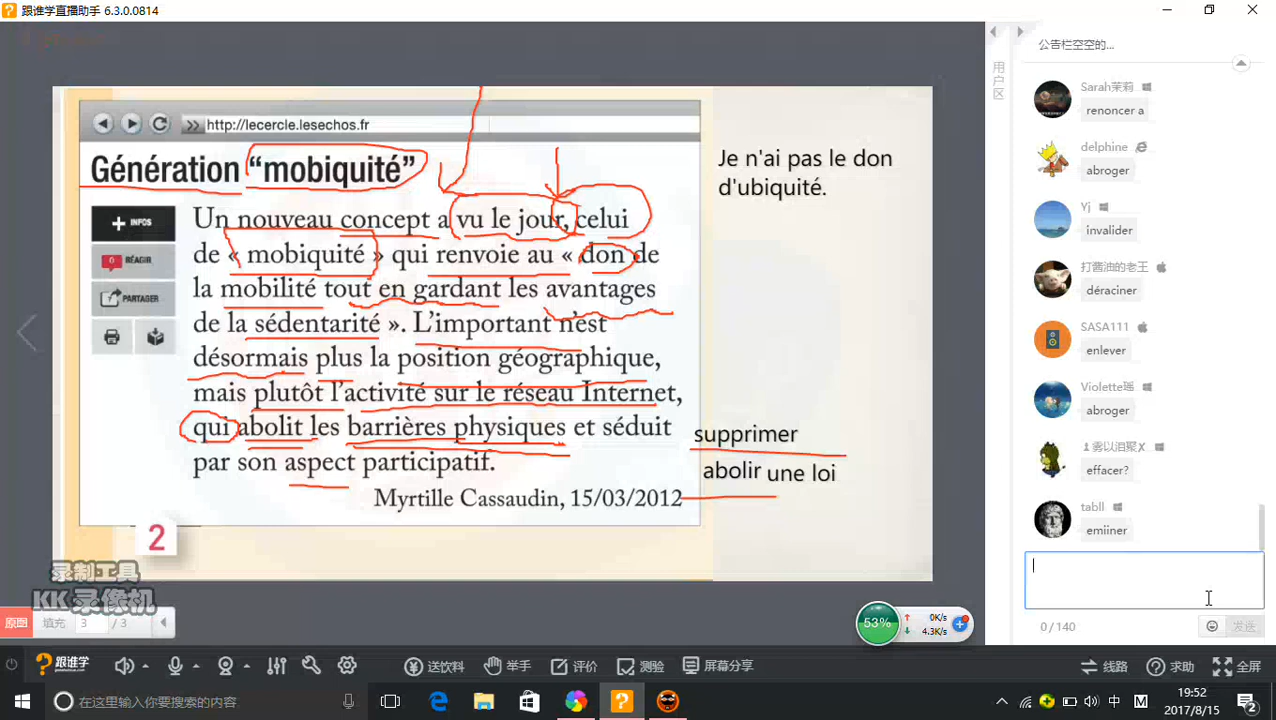 跟谁学直播助手 6.3.0.0814
http://lecercle.lesechos.fr
Génération “mobiquité”
+ INFOS
0 RÉAGIR
PARTAGER
Un nouveau concept a vu le jour, celui
de « mobiquité » qui renvoie au « don de
la mobilité tout en gardant les avantages
de la sédentarité ». L’important n’est
désormais plus la position géographique,
mais plutôt l’activité sur le réseau Internet,
qui abolit les barrières physiques et séduit
par son aspect participatif.
Myrtille Cassaudin, 15/03/2012
2
Je n'ai pas le don
d'ubiquité.
supprimer
abolir une loi
录制工具
KK 录像机
原图 填充 3 / 3
53%
0K/s
4.3K/s
用户区
公告栏空空的...
Sarah茉莉
renoncer a
delphine
abroger
Yj
invalider
打酱油的老王
déraciner
SASA111
enlever
Violette瑶
abroger
effacer?
tabll
emiiner
0 / 140
发送
跟谁学
送饮料 举手 评价 测验 屏幕分享
线路 求助 全屏
在这里输入你要搜索的内容
中 M
19:52
2017/8/15
2